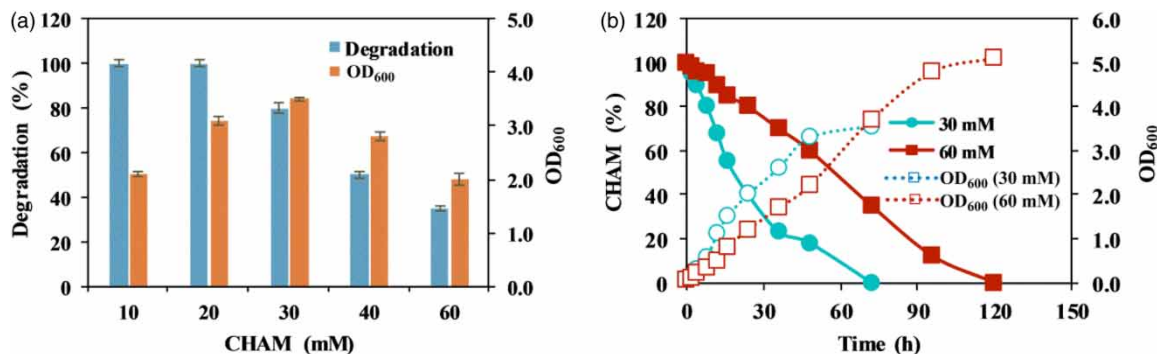 (a)
120
100
80
60
40
20
0
Degradation (%)
5.0
4.0
3.0
2.0
1.0
0.0
OD600
Degradation
OD600
10 20 30 40 60
CHAM (mM)
(b)
120
100
80
60
40
20
0
CHAM (%)
6.0
5.0
4.0
3.0
2.0
1.0
0.0
OD600
30 mM
60 mM
OD600 (30 mM)
OD600 (60 mM)
0 30 60 90 120 150
Time (h)